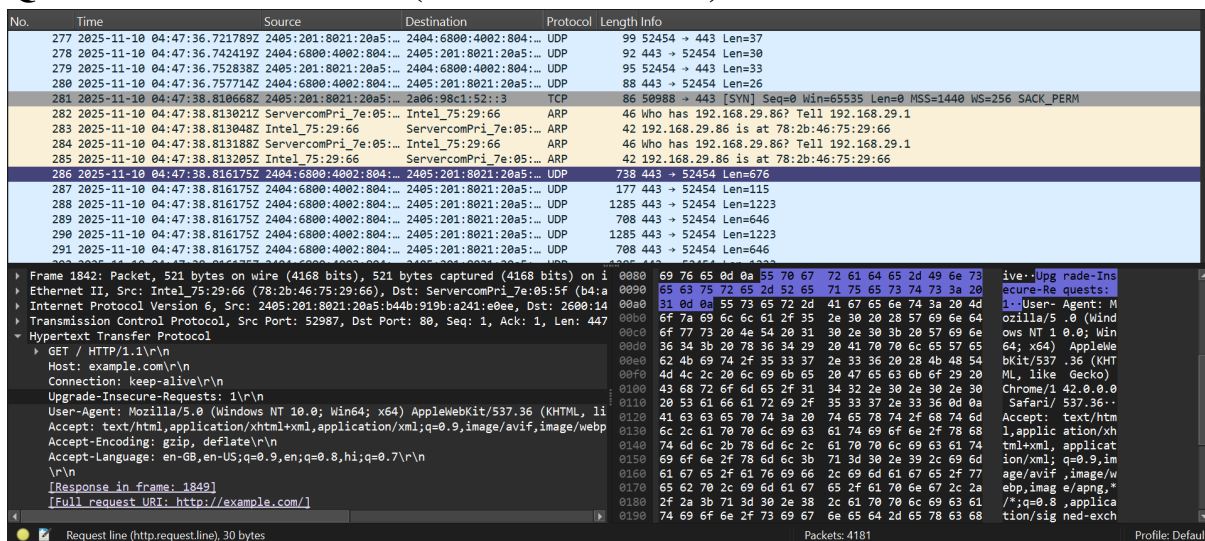 No. Time Source Destination Protocol Length Info
277 2025-11-10 04:47:36.721789Z 2405:201:8021:20a5:… 2404:6800:4002:804:… UDP 99 52454 → 443 Len=37
278 2025-11-10 04:47:36.742419Z 2404:6800:4002:804:… 2405:201:8021:20a5:… UDP 92 443 → 52454 Len=30
279 2025-11-10 04:47:36.752838Z 2405:201:8021:20a5:… 2404:6800:4002:804:… UDP 95 52454 → 443 Len=33
280 2025-11-10 04:47:36.757714Z 2404:6800:4002:804:… 2405:201:8021:20a5:… UDP 88 443 → 52454 Len=26
281 2025-11-10 04:47:38.810668Z 2405:201:8021:20a5:… 2a06:98c1:52::3 TCP 86 50988 → 443 [SYN] Seq=0 Win=65535 Len=0 MSS=1440 WS=256 SACK_PERM
282 2025-11-10 04:47:38.813021Z ServercomPri_7e:05:… Intel_75:29:66 ARP 46 Who has 192.168.29.86? Tell 192.168.29.1
283 2025-11-10 04:47:38.813048Z Intel_75:29:66 ServercomPri_7e:05:… ARP 42 192.168.29.86 is at 78:2b:46:75:29:66
284 2025-11-10 04:47:38.813188Z ServercomPri_7e:05:… Intel_75:29:66 ARP 46 Who has 192.168.29.86? Tell 192.168.29.1
285 2025-11-10 04:47:38.813205Z Intel_75:29:66 ServercomPri_7e:05:… ARP 42 192.168.29.86 is at 78:2b:46:75:29:66
286 2025-11-10 04:47:38.816175Z 2404:6800:4002:804:… 2405:201:8021:20a5:… UDP 738 443 → 52454 Len=676
287 2025-11-10 04:47:38.816175Z 2404:6800:4002:804:… 2405:201:8021:20a5:… UDP 177 443 → 52454 Len=115
288 2025-11-10 04:47:38.816175Z 2404:6800:4002:804:… 2405:201:8021:20a5:… UDP 1285 443 → 52454 Len=1223
289 2025-11-10 04:47:38.816175Z 2404:6800:4002:804:… 2405:201:8021:20a5:… UDP 708 443 → 52454 Len=646
290 2025-11-10 04:47:38.816175Z 2404:6800:4002:804:… 2405:201:8021:20a5:… UDP 1285 443 → 52454 Len=1223
291 2025-11-10 04:47:38.816175Z 2404:6800:4002:804:… 2405:201:8021:20a5:… UDP 708 443 → 52454 Len=646
Frame 1842: Packet, 521 bytes on wire (4168 bits), 521 bytes captured (4168 bits) on i
Ethernet II, Src: Intel_75:29:66 (78:2b:46:75:29:66), Dst: ServercomPri_7e:05:5f (b4:a
Internet Protocol Version 6, Src: 2405:201:8021:20a5:b44b:919b:a241:e0ee, Dst: 2600:14
Transmission Control Protocol, Src Port: 52987, Dst Port: 80, Seq: 1, Ack: 1, Len: 447
Hypertext Transfer Protocol
GET / HTTP/1.1\r\n
Host: example.com\r\n
Connection: keep-alive\r\n
Upgrade-Insecure-Requests: 1\r\n
User-Agent: Mozilla/5.0 (Windows NT 10.0; Win64; x64) AppleWebKit/537.36 (KHTML, li
Accept: text/html,application/xhtml+xml,application/xml;q=0.9,image/avif,image/webp
Accept-Encoding: gzip, deflate\r\n
Accept-Language: en-GB,en-US;q=0.9,en;q=0.8,hi;q=0.7\r\n
\r\n
[Response in frame: 1849]
[Full request URI: http://example.com/]
0080 69 76 65 0d 0a 55 70 67 72 61 64 65 2d 49 6e 73 ive··Upg rade-Ins
0090 65 63 75 72 65 2d 52 65 71 75 65 73 74 73 3a 20 ecure-Re quests:
00a0 31 0d 0a 55 73 65 72 2d 41 67 65 6e 74 3a 20 4d 1··User- Agent: M
00b0 6f 7a 69 6c 6c 61 2f 35 2e 30 20 28 57 69 6e 64 ozilla/5 .0 (Wind
00c0 6f 77 73 20 4e 54 20 31 30 2e 30 3b 20 57 69 6e ows NT 1 0.0; Win
00d0 36 34 3b 20 78 36 34 29 20 41 70 70 6c 65 57 65 64; x64) AppleWe
00e0 62 4b 69 74 2f 35 33 37 2e 33 36 20 28 4b 48 54 bKit/537 .36 (KHT
00f0 4d 4c 2c 20 6c 69 6b 65 20 47 65 63 6b 6f 29 20 ML, like Gecko)
0100 43 68 72 6f 6d 65 2f 31 34 32 2e 30 2e 30 2e 30 Chrome/1 42.0.0.0
0110 20 53 61 66 61 72 69 2f 35 33 37 2e 33 36 0d 0a Safari/ 537.36··
0120 41 63 63 65 70 74 3a 20 74 65 78 74 2f 68 74 6d Accept: text/htm
0130 6c 2c 61 70 70 6c 69 63 61 74 69 6f 6e 2f 78 68 l,applic ation/xh
0140 74 6d 6c 2b 78 6d 6c 2c 61 70 70 6c 69 63 61 74 tml+xml, applicat
0150 69 6f 6e 2f 78 6d 6c 3b 71 3d 30 2e 39 2c 69 6d ion/xml; q=0.9,im
0160 61 67 65 2f 61 76 69 66 2c 69 6d 61 67 65 2f 77 age/avif ,image/w
0170 65 62 70 2c 69 6d 61 67 65 2f 61 70 6e 67 2c 2a ebp,imag e/apng,*
0180 2f 2a 3b 71 3d 30 2e 38 2c 61 70 70 6c 69 63 61 /*;q=0.8 ,applica
0190 74 69 6f 6e 2f 73 69 67 6e 65 64 2d 65 78 63 68 tion/sig ned-exch
Request line (http.request.line), 30 bytes Packets: 4181 Profile: Defaul